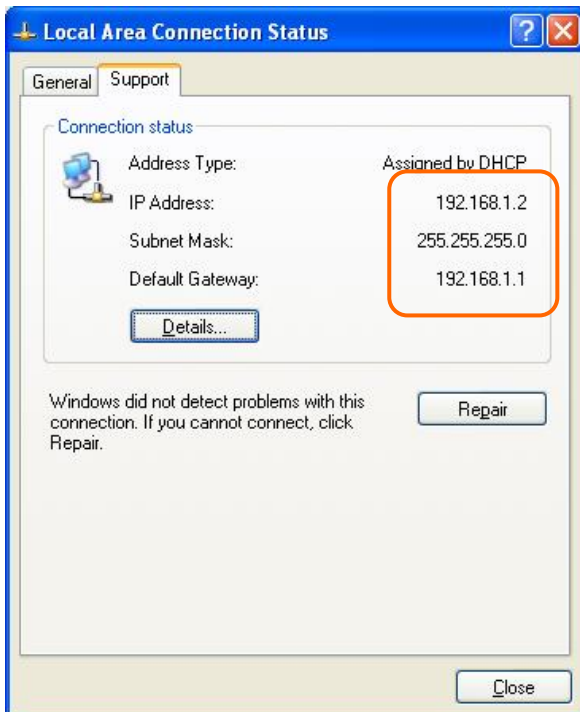 Local Area Connection Status
General Support
Connection status
Address Type: Assigned by DHCP
IP Address: 192.168.1.2
Subnet Mask: 255.255.255.0
Default Gateway: 192.168.1.1
Details...
Windows did not detect problems with this
connection. If you cannot connect, click
Repair.
Repair
Close